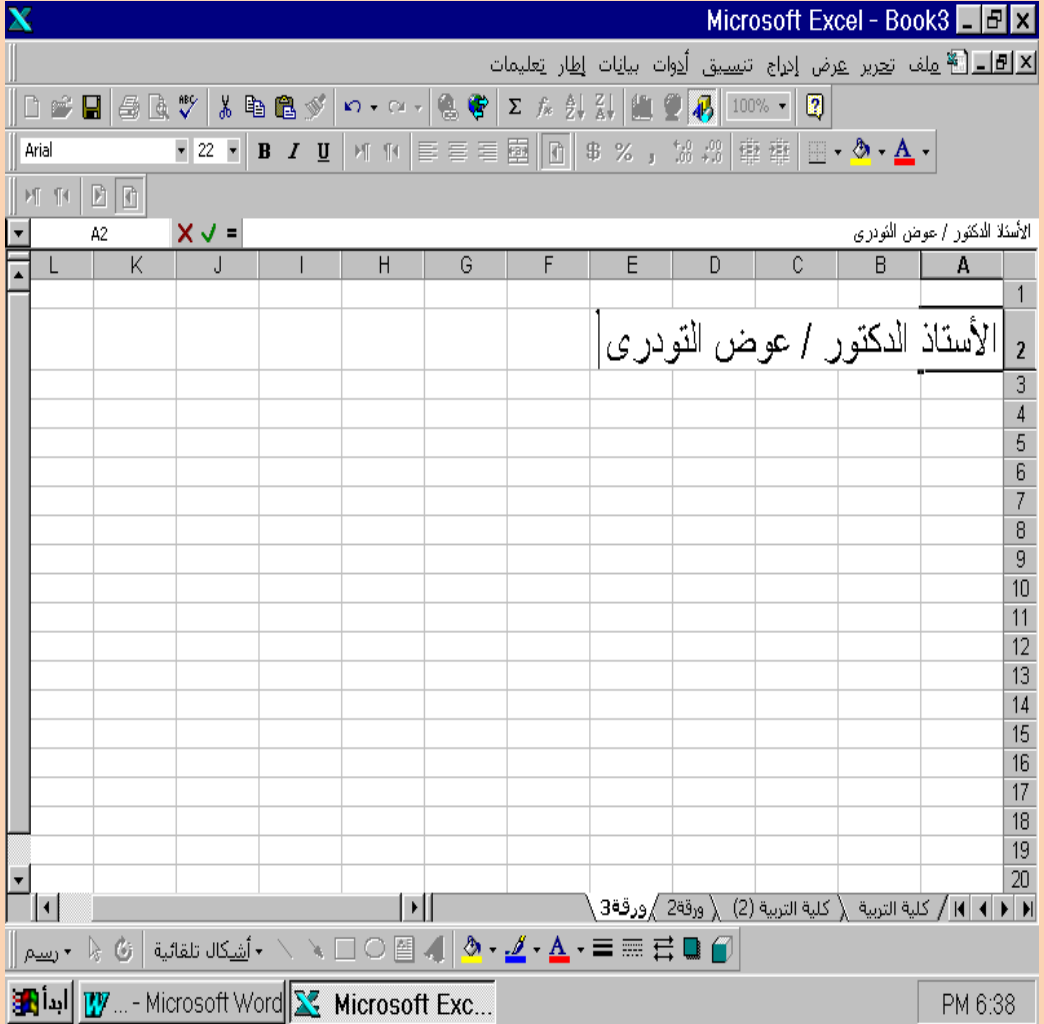 Microsoft Excel - Book3
ملف تحرير عرض إدراج تنسيق أدوات بيانات إطار تعليمات
ABC Σ fx 100% ?
Arial 22 B I U $ % , A
A2 =
الأستاذ الدكتور / عوض التودرى
L K J I H G F E D C B A
1
الأستاذ الدكتور / عوض التودرى 2
3
4
5
6
7
8
9
10
11
12
13
14
15
16
17
18
19
20
كلية التربية كلية التربية (2) ورقة2 ورقة3
رسم أشكال تلقائية A
ابدأ ... - Microsoft Word Microsoft Exc... PM 6:38